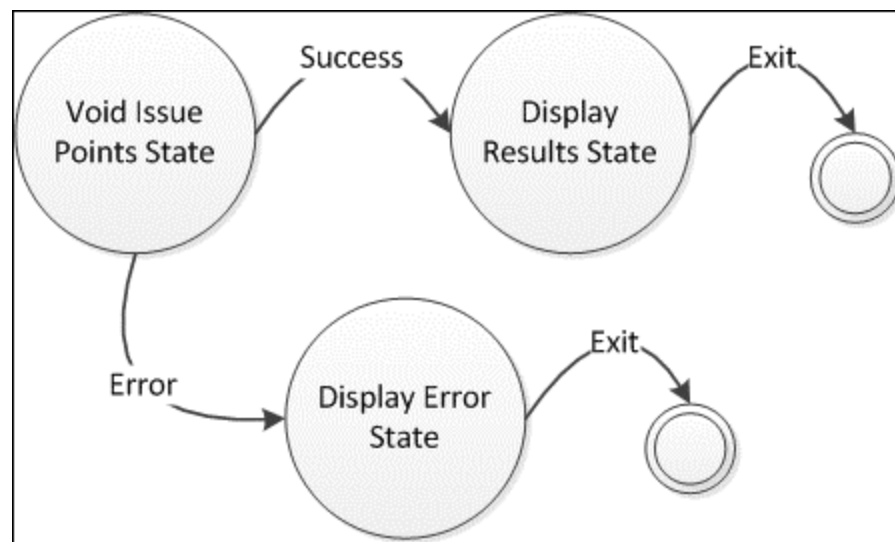 Success
Exit
Void Issue
Points State
Display
Results State
Exit
Error
Display Error
State